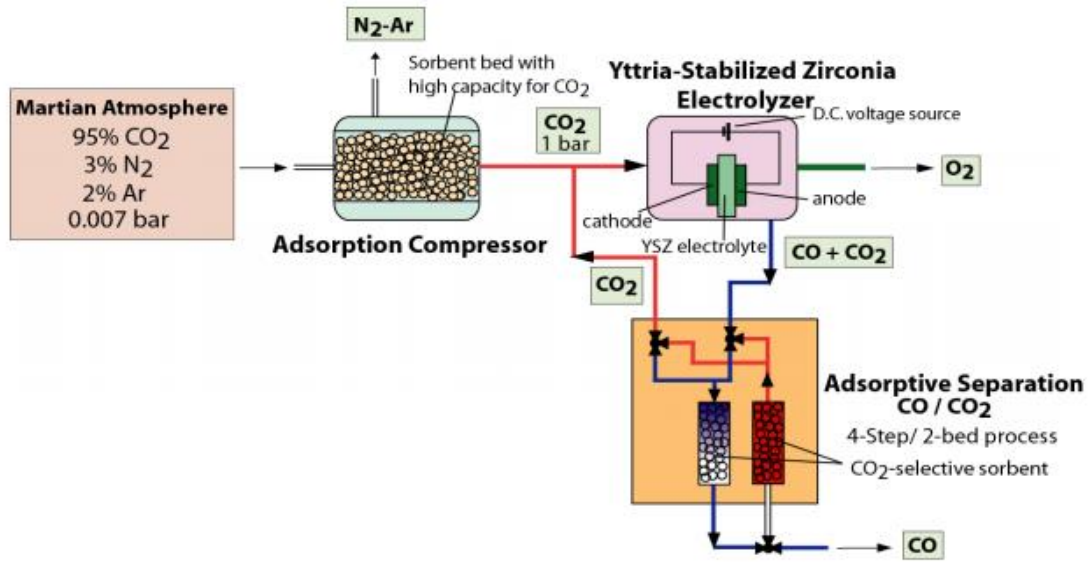 N2-Ar
Sorbent bed with
high capacity for CO2
Yttria-Stabilized Zirconia
Electrolyzer
D.C. voltage source
Martian Atmosphere
95% CO2
3% N2
2% Ar
0.007 bar
CO2
1 bar
O2
anode
cathode
YSZ electrolyte
Adsorption Compressor
CO + CO2
CO2
Adsorptive Separation
CO / CO2
4-Step/ 2-bed process
CO2-selective sorbent
CO